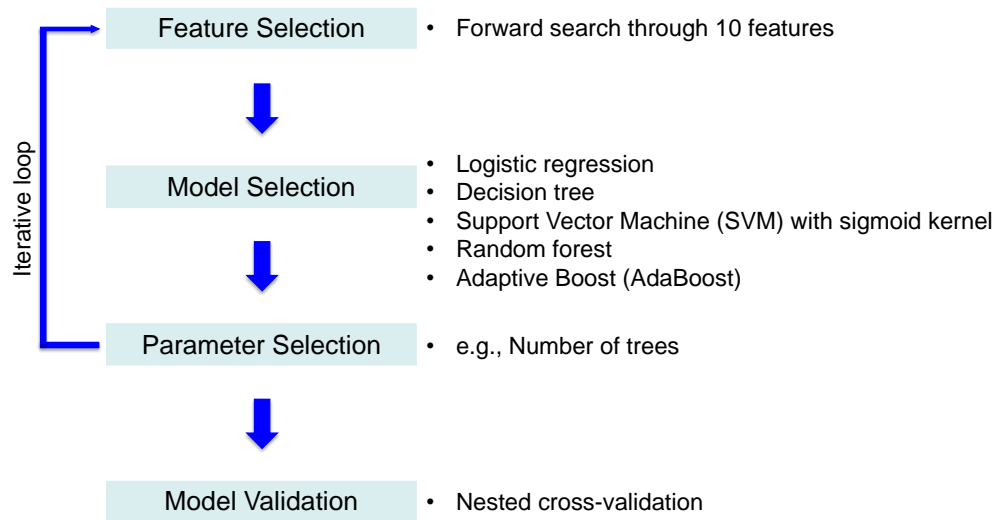 Feature Selection
• Forward search through 10 features
Iterative loop
Model Selection
• Logistic regression
• Decision tree
• Support Vector Machine (SVM) with sigmoid kernel
• Random forest
• Adaptive Boost (AdaBoost)
Parameter Selection
• e.g., Number of trees
Model Validation
• Nested cross-validation